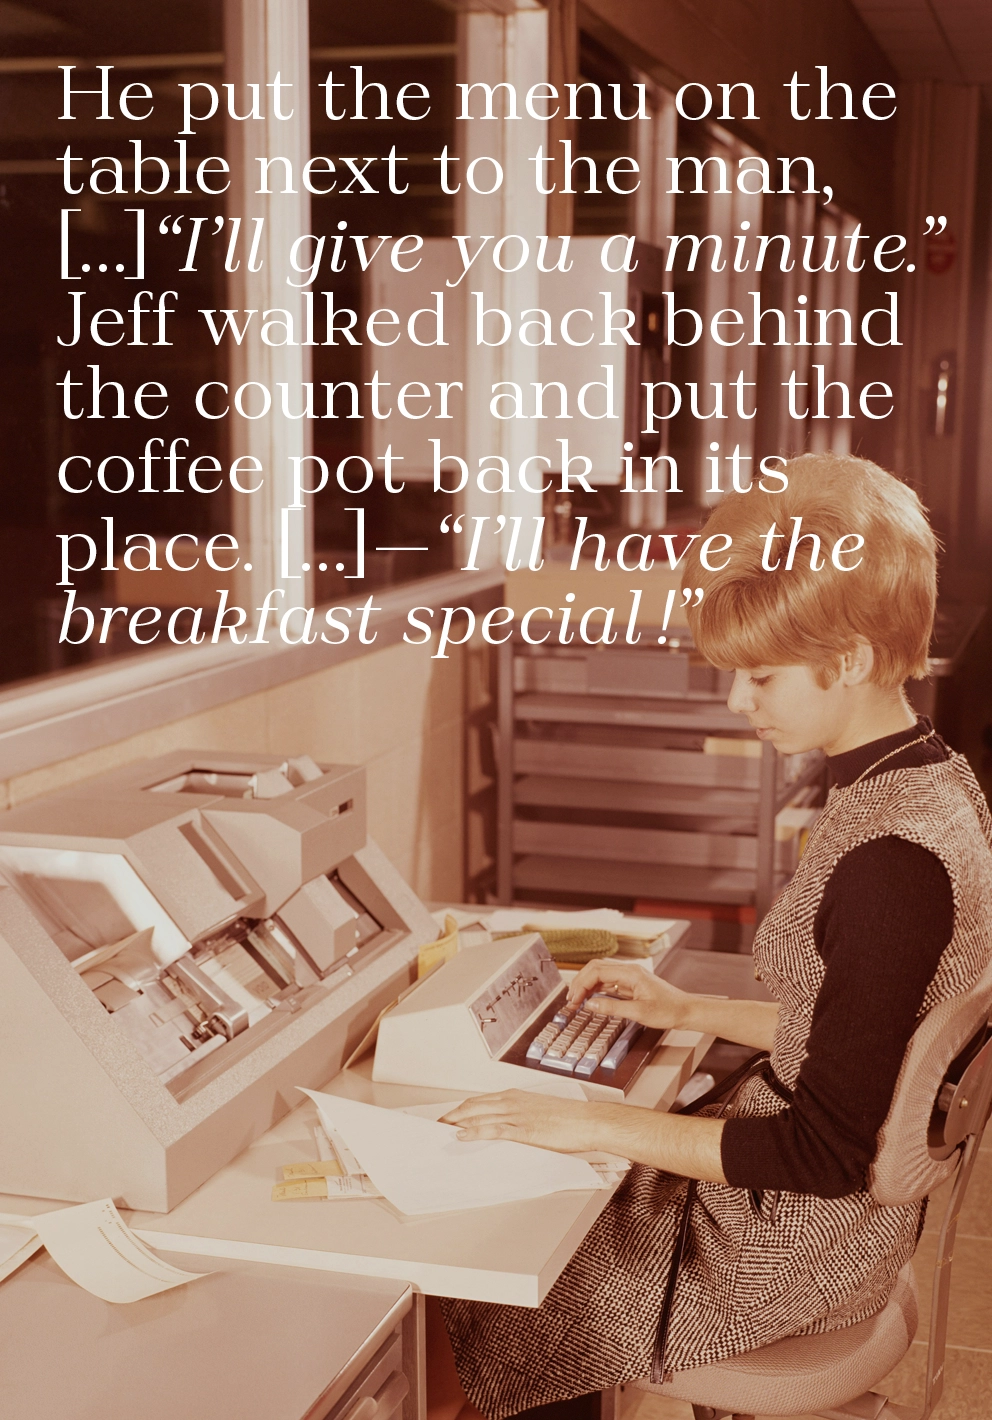 He put the menu on the
table next to the man,
[...] “I’ll give you a minute.”
Jeff walked back behind
the counter and put the
coffee pot back in its
place. [...] — “I’ll have the
breakfast special !”